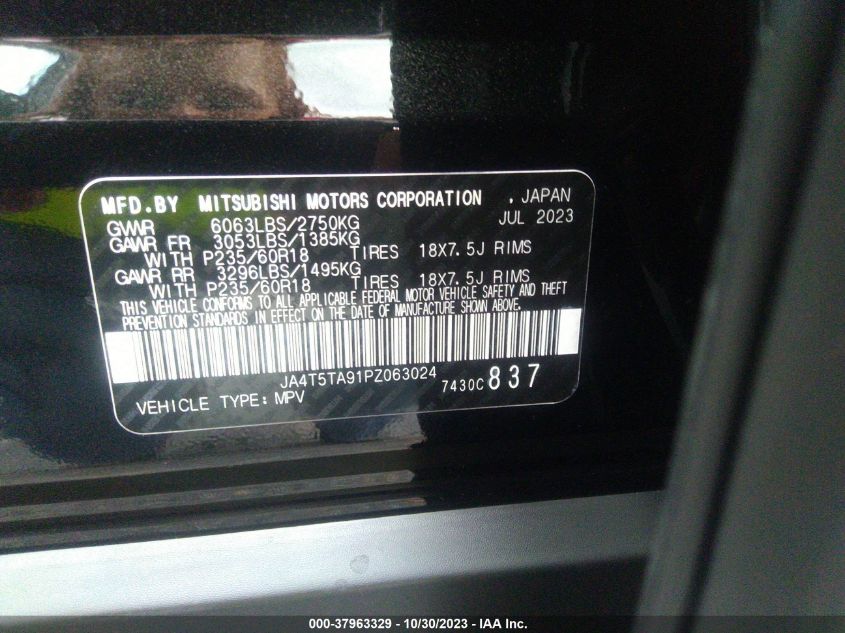 MFD.BY MITSUBISHI MOTORS CORPORATION , JAPAN
GVWR 6063LBS/2750KG JUL 2023
GAWR FR 3053LBS/1385KG
WITH P235/60R18 TIRES 18X7.5J RIMS
GAWR RR 3296LBS/1495KG
WITH P235/60R18 TIRES 18X7.5J RIMS
THIS VEHICLE CONFORMS TO ALL APPLICABLE FEDERAL MOTOR VEHICLE SAFETY AND THEFT
PREVENTION STANDARDS IN EFFECT ON THE DATE OF MANUFACTURE SHOWN ABOVE.
JA4T5TA91PZ063024 7430C 837
VEHICLE TYPE: MPV
000-37963329 - 10/30/2023 - IAA Inc.